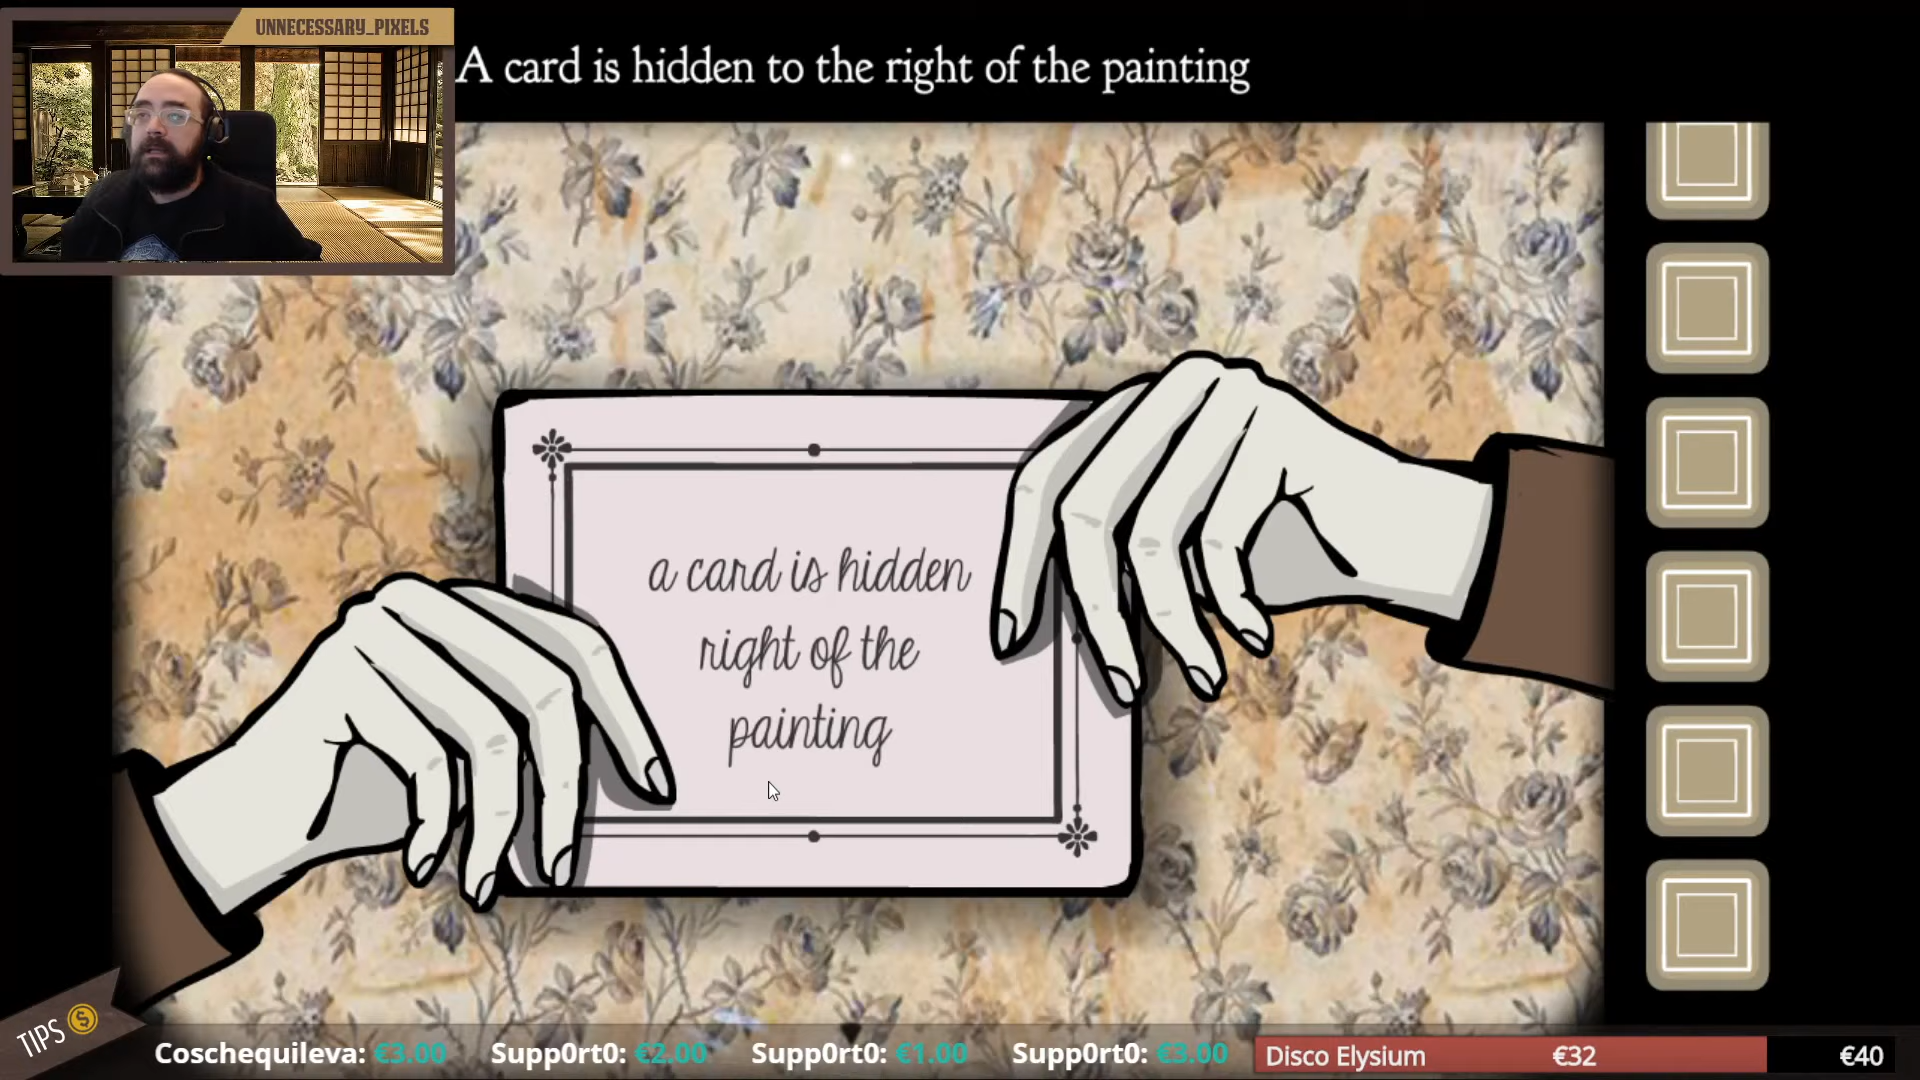 UNNECESSARY_PIXELS
A card is hidden to the right of the painting
a card is hidden
right of the
painting
TIPS
Coschequileva: €3.00 Supp0rt0: €2.00 Supp0rt0: €1.00 Supp0rt0: €3.00 Disco Elysium €32 €40